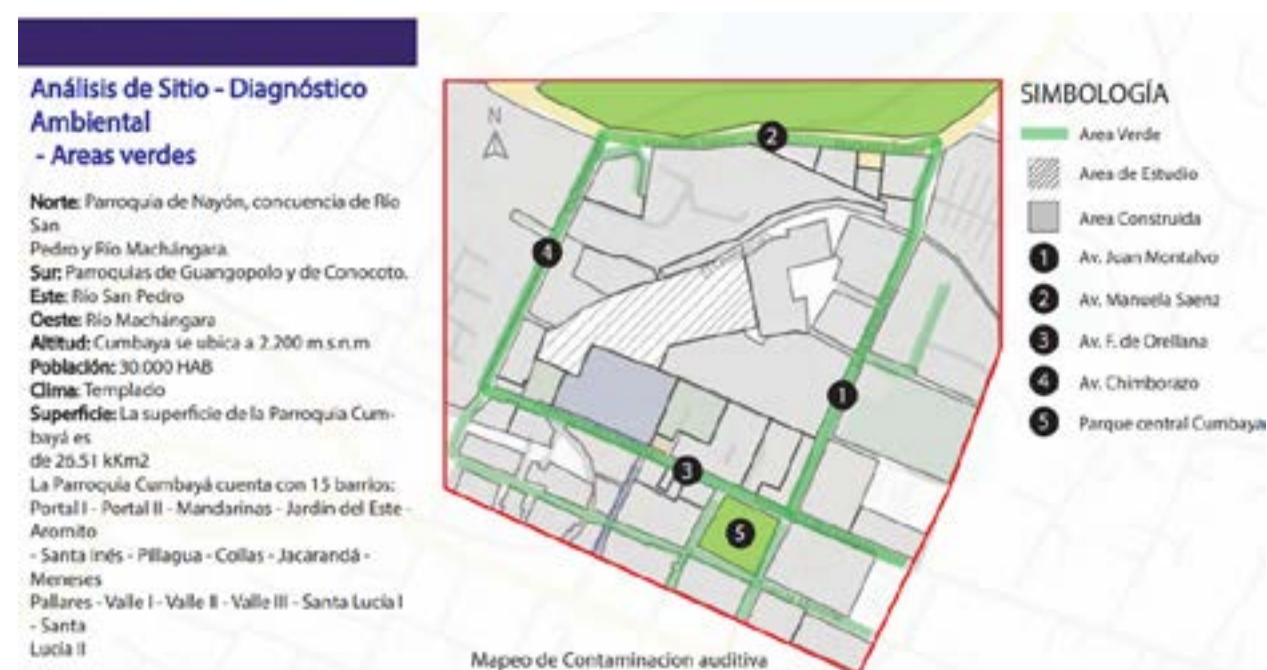 Análisis de Sitio - Diagnóstico
Ambiental
- Areas verdes
Norte: Parroquia de Nayón, concuencia de Río
San
Pedro y Río Machángara.
Sur: Parroquias de Guangopolo y de Conocoto.
Este: Río San Pedro
Oeste: Río Machángara
Altitud: Cumbaya se ubica a 2.200 m.s.n.m
Población: 30.000 HAB
Clima: Templado
Superficie: La superficie de la Parroquia Cum-
bayá es
de 26.51 kKm2
La Parroquia Cumbayá cuenta con 15 barrios:
Portal I - Portal II - Mandarinas - Jardín del Este -
Aromito
- Santa Inés - Pillagua - Collas - Jacarandá -
Meneses
Pallares - Valle I - Valle II - Valle III - Santa Lucía I
- Santa
Lucía II
N
2
4
1
3
5
Mapeo de Contaminacion auditiva
SIMBOLOGÍA
Area Verde
Area de Estudio
Area Construida
1 Av. Juan Montalvo
2 Av. Manuela Saenz
3 Av. F. de Orellana
4 Av. Chimborazo
5 Parque central Cumbaya